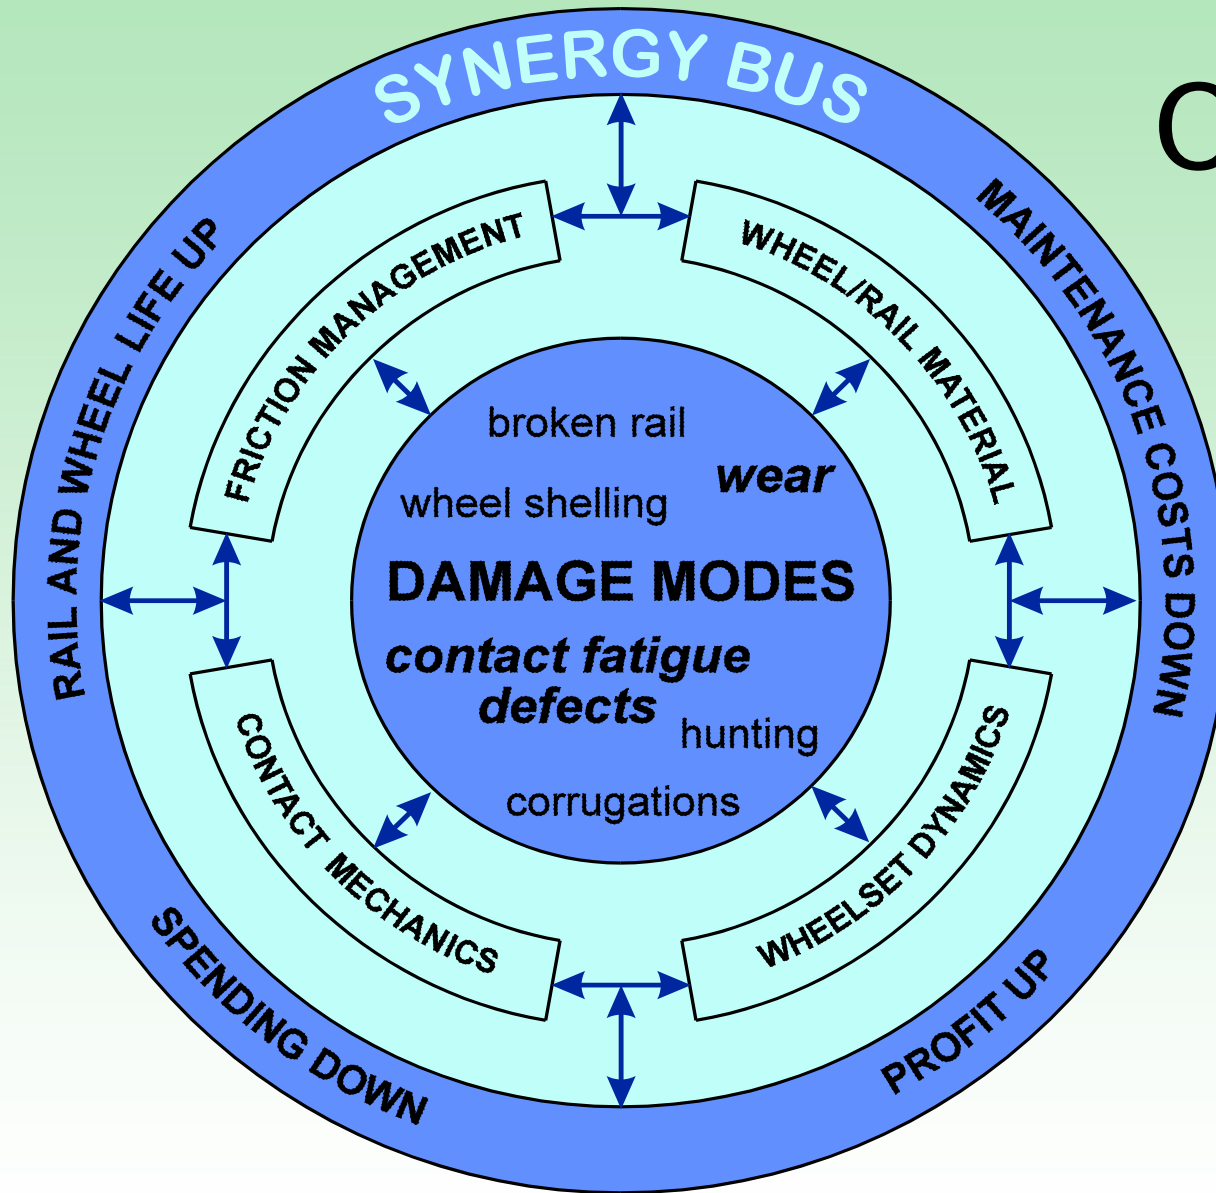 SYNERGY BUS
RAIL AND WHEEL LIFE UP
MAINTENANCE COSTS DOWN
FRICTION MANAGEMENT
WHEEL/RAIL MATERIAL
broken rail
wear
wheel shelling
DAMAGE MODES
contact fatigue
defects
hunting
corrugations
CONTACT MECHANICS
WHEELSET DYNAMICS
SPENDING DOWN
PROFIT UP